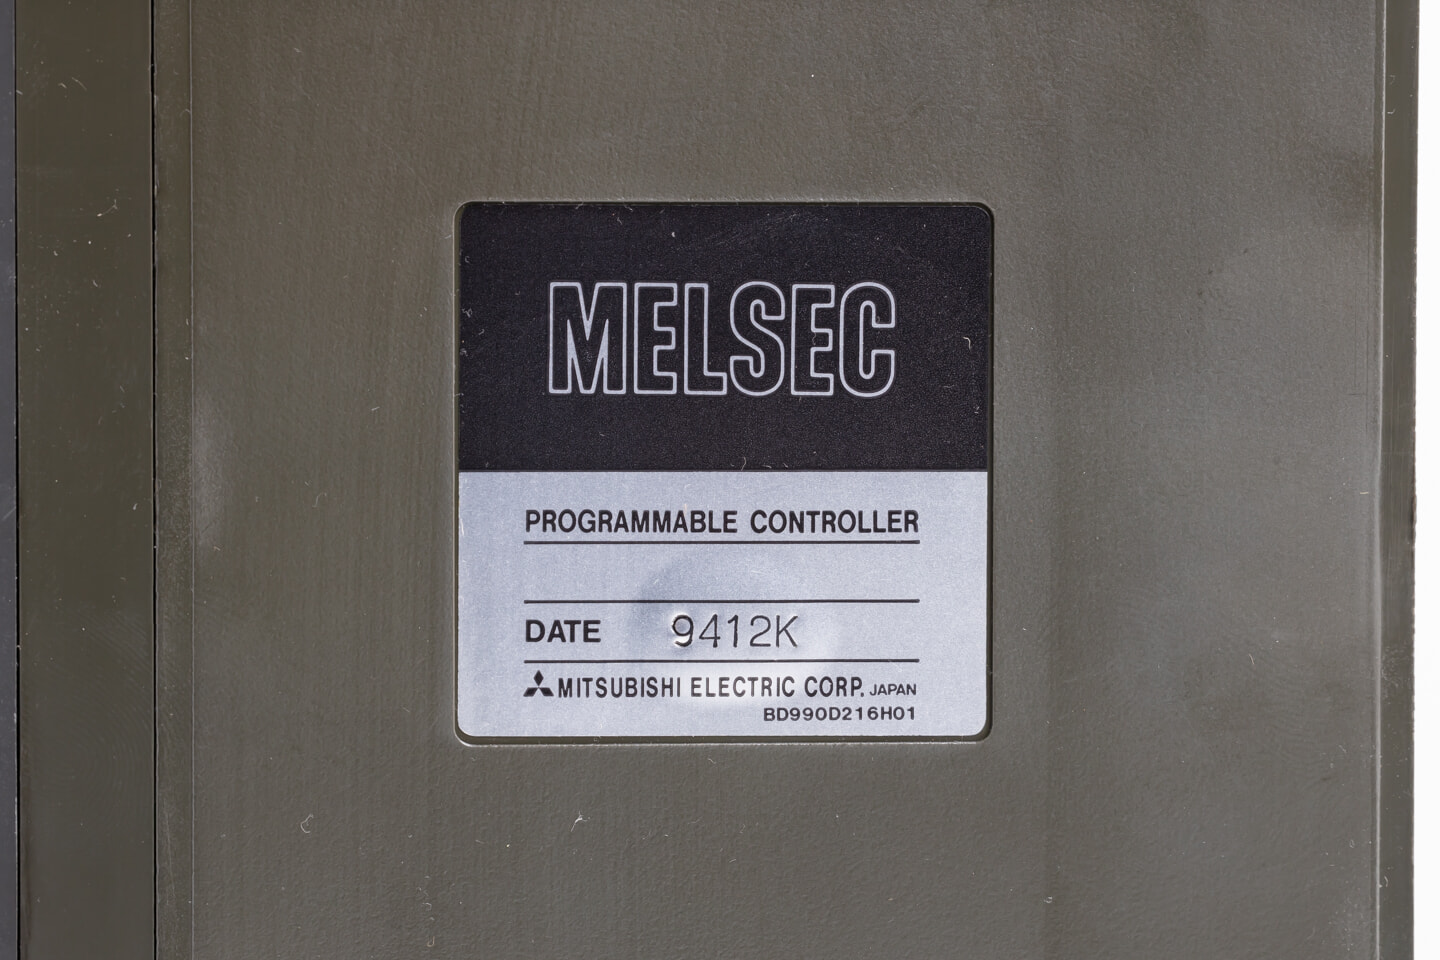 MELSEC
PROGRAMMABLE CONTROLLER
DATE 9412K
MITSUBISHI ELECTRIC CORP. JAPAN
BD990D216H01